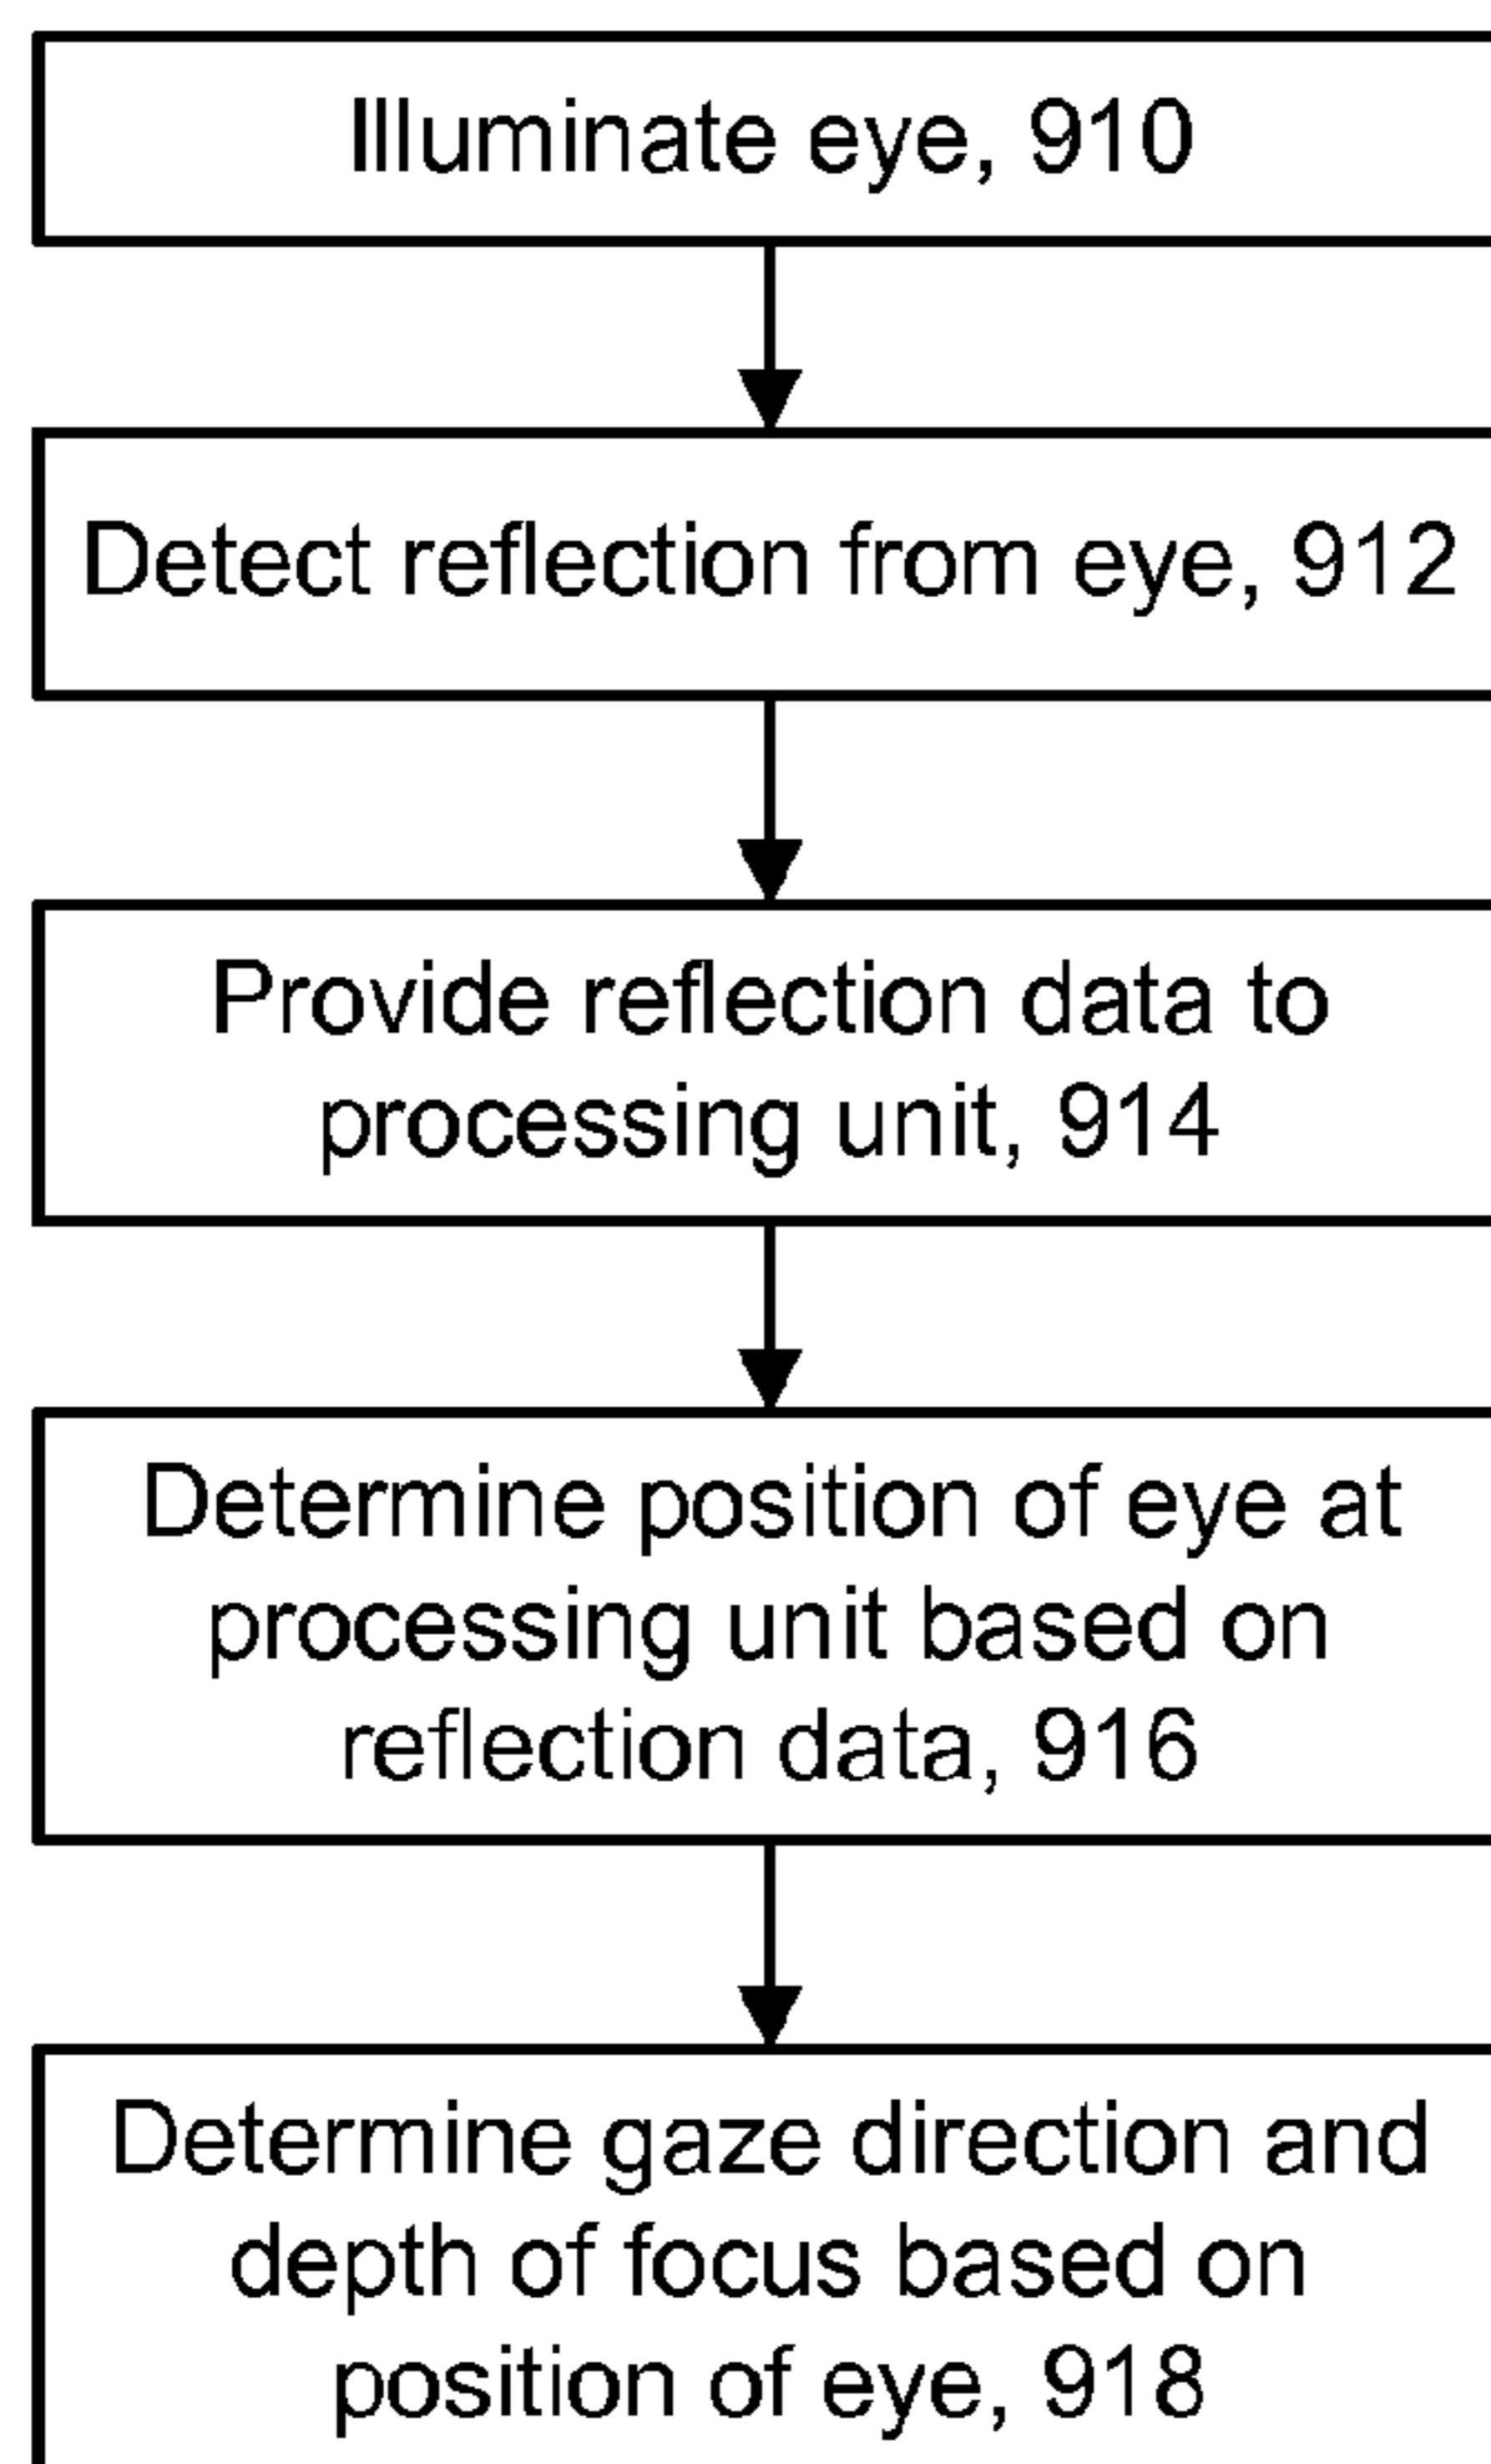 Illuminate eye, 910
Detect reflection from eye, 912
Provide reflection data to
processing unit, 914
Determine position of eye at
processing unit based on
reflection data, 916
Determine gaze direction and
depth of focus based on
position of eye, 918